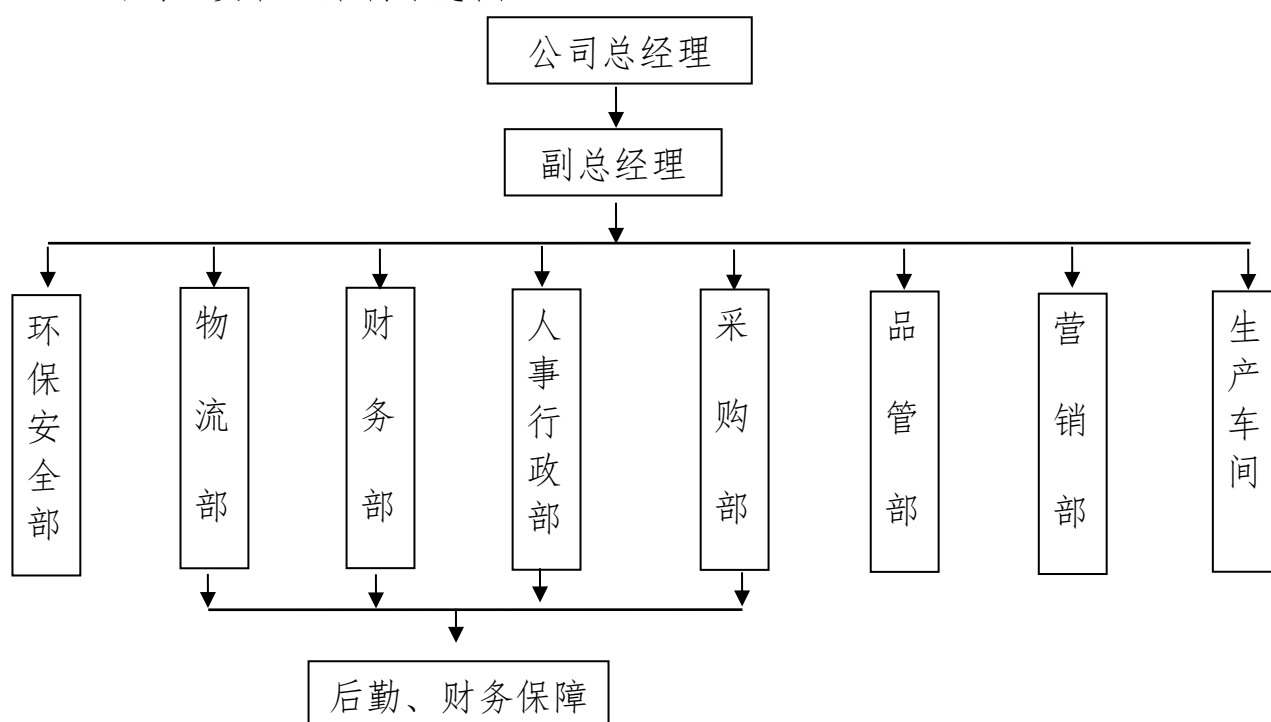 公司总经理
副总经理
环保安全部
物流部
财务部
人事行政部
采购部
品管部
营销部
生产车间
后勤、财务保障